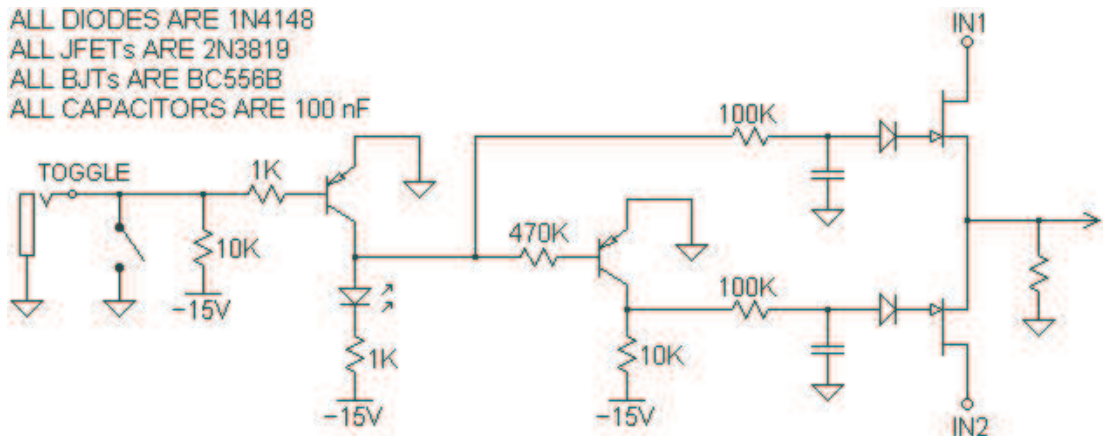 ALL DIODES ARE 1N4148
ALL JFETs ARE 2N3819
ALL BJTs ARE BC556B
ALL CAPACITORS ARE 100 nF
IN1
100K
TOGGLE
1K
10K
-15V
470K
100K
1K
-15V
10K
-15V
IN2